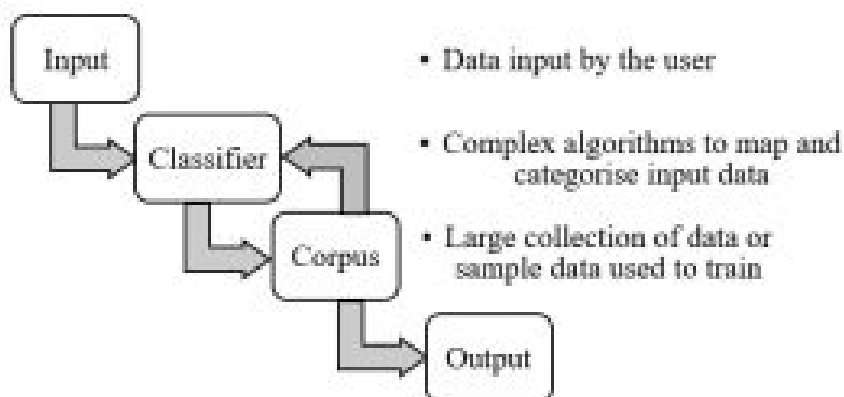 Input
• Data input by the user
Classifier
• Complex algorithms to map and
categorise input data
Corpus
• Large collection of data or
sample data used to train
Output